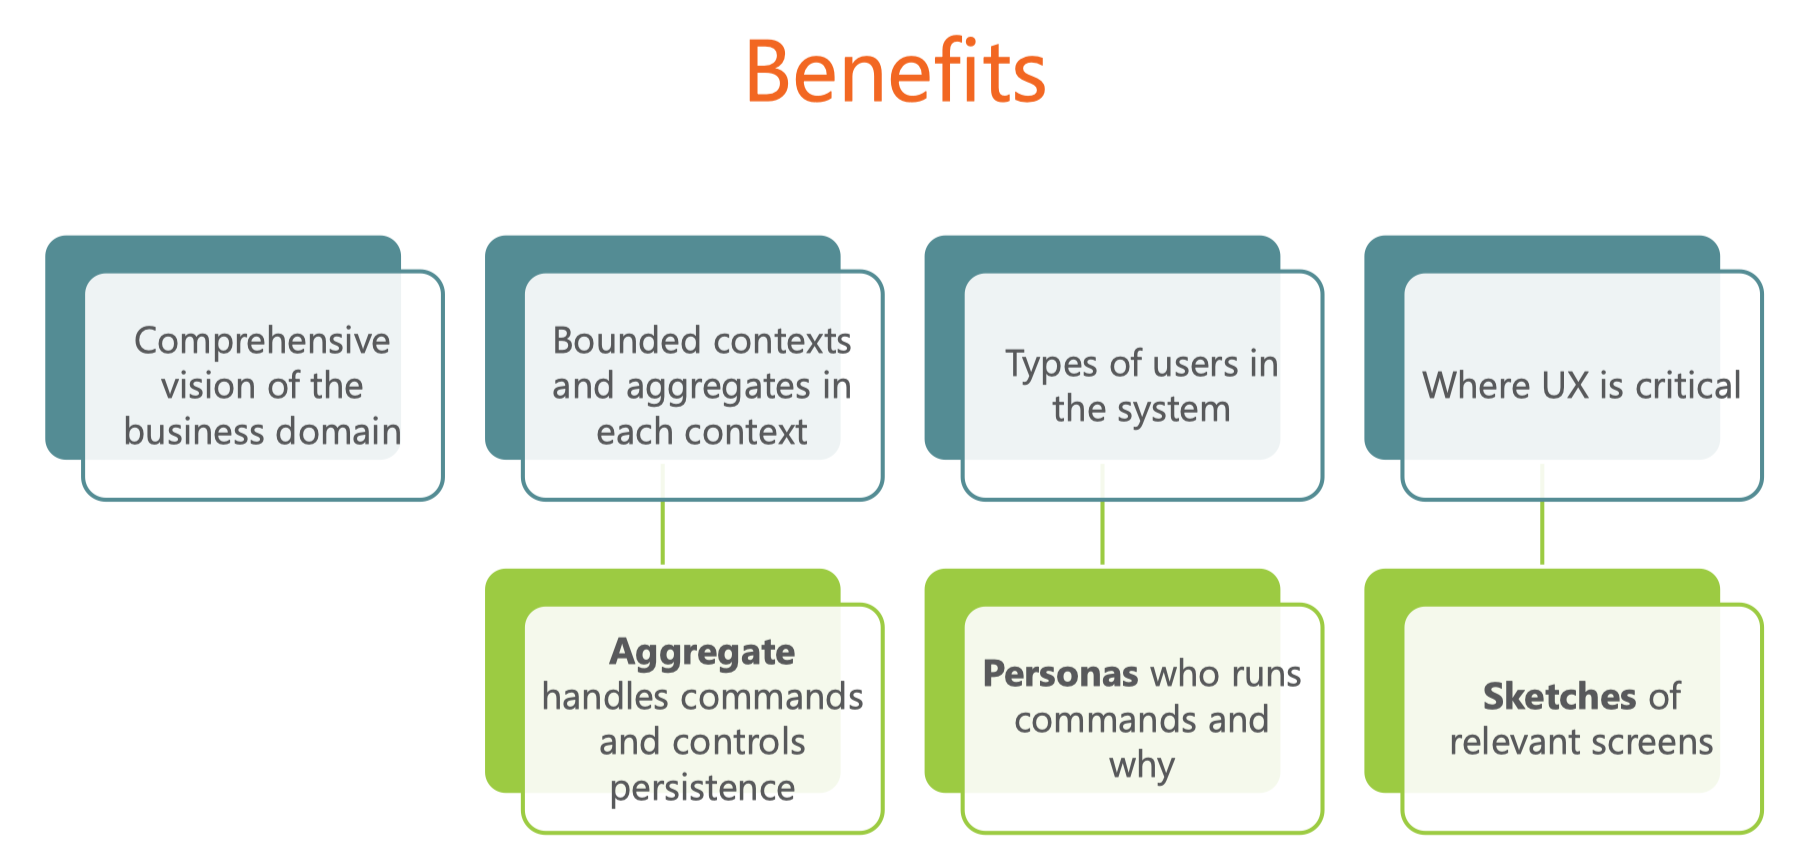 Benefits
Comprehensive
vision of the
business domain
Bounded contexts
and aggregates in
each context
Types of users in
the system
Where UX is critical
Aggregate
handles commands
and controls
persistence
Personas who runs
commands and
why
Sketches of
relevant screens